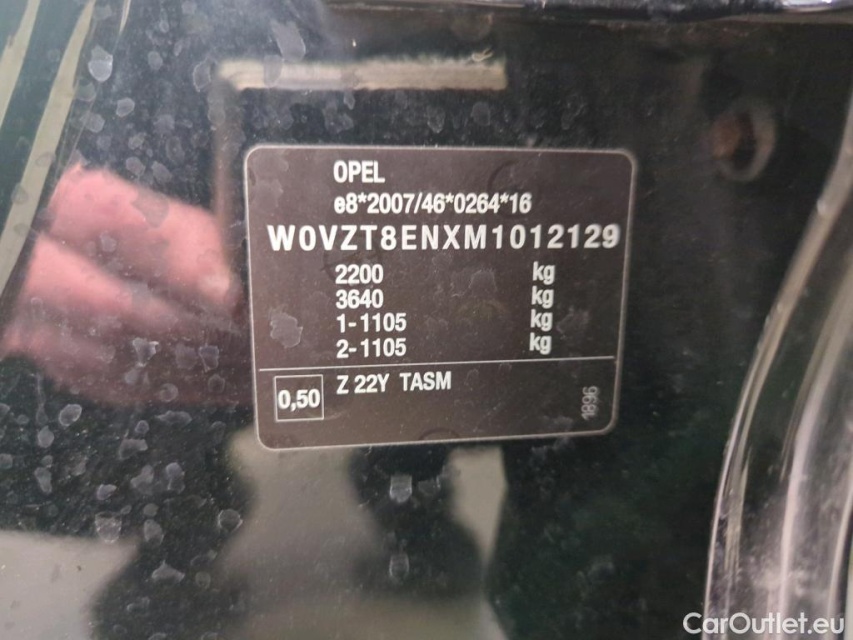 OPEL
e8*2007/46*0264*16
W0VZT8ENXM1012129
2200 kg
3640 kg
1-1105 kg
2-1105 kg
0,50 Z 22Y TASM
1896
CarOutlet.eu